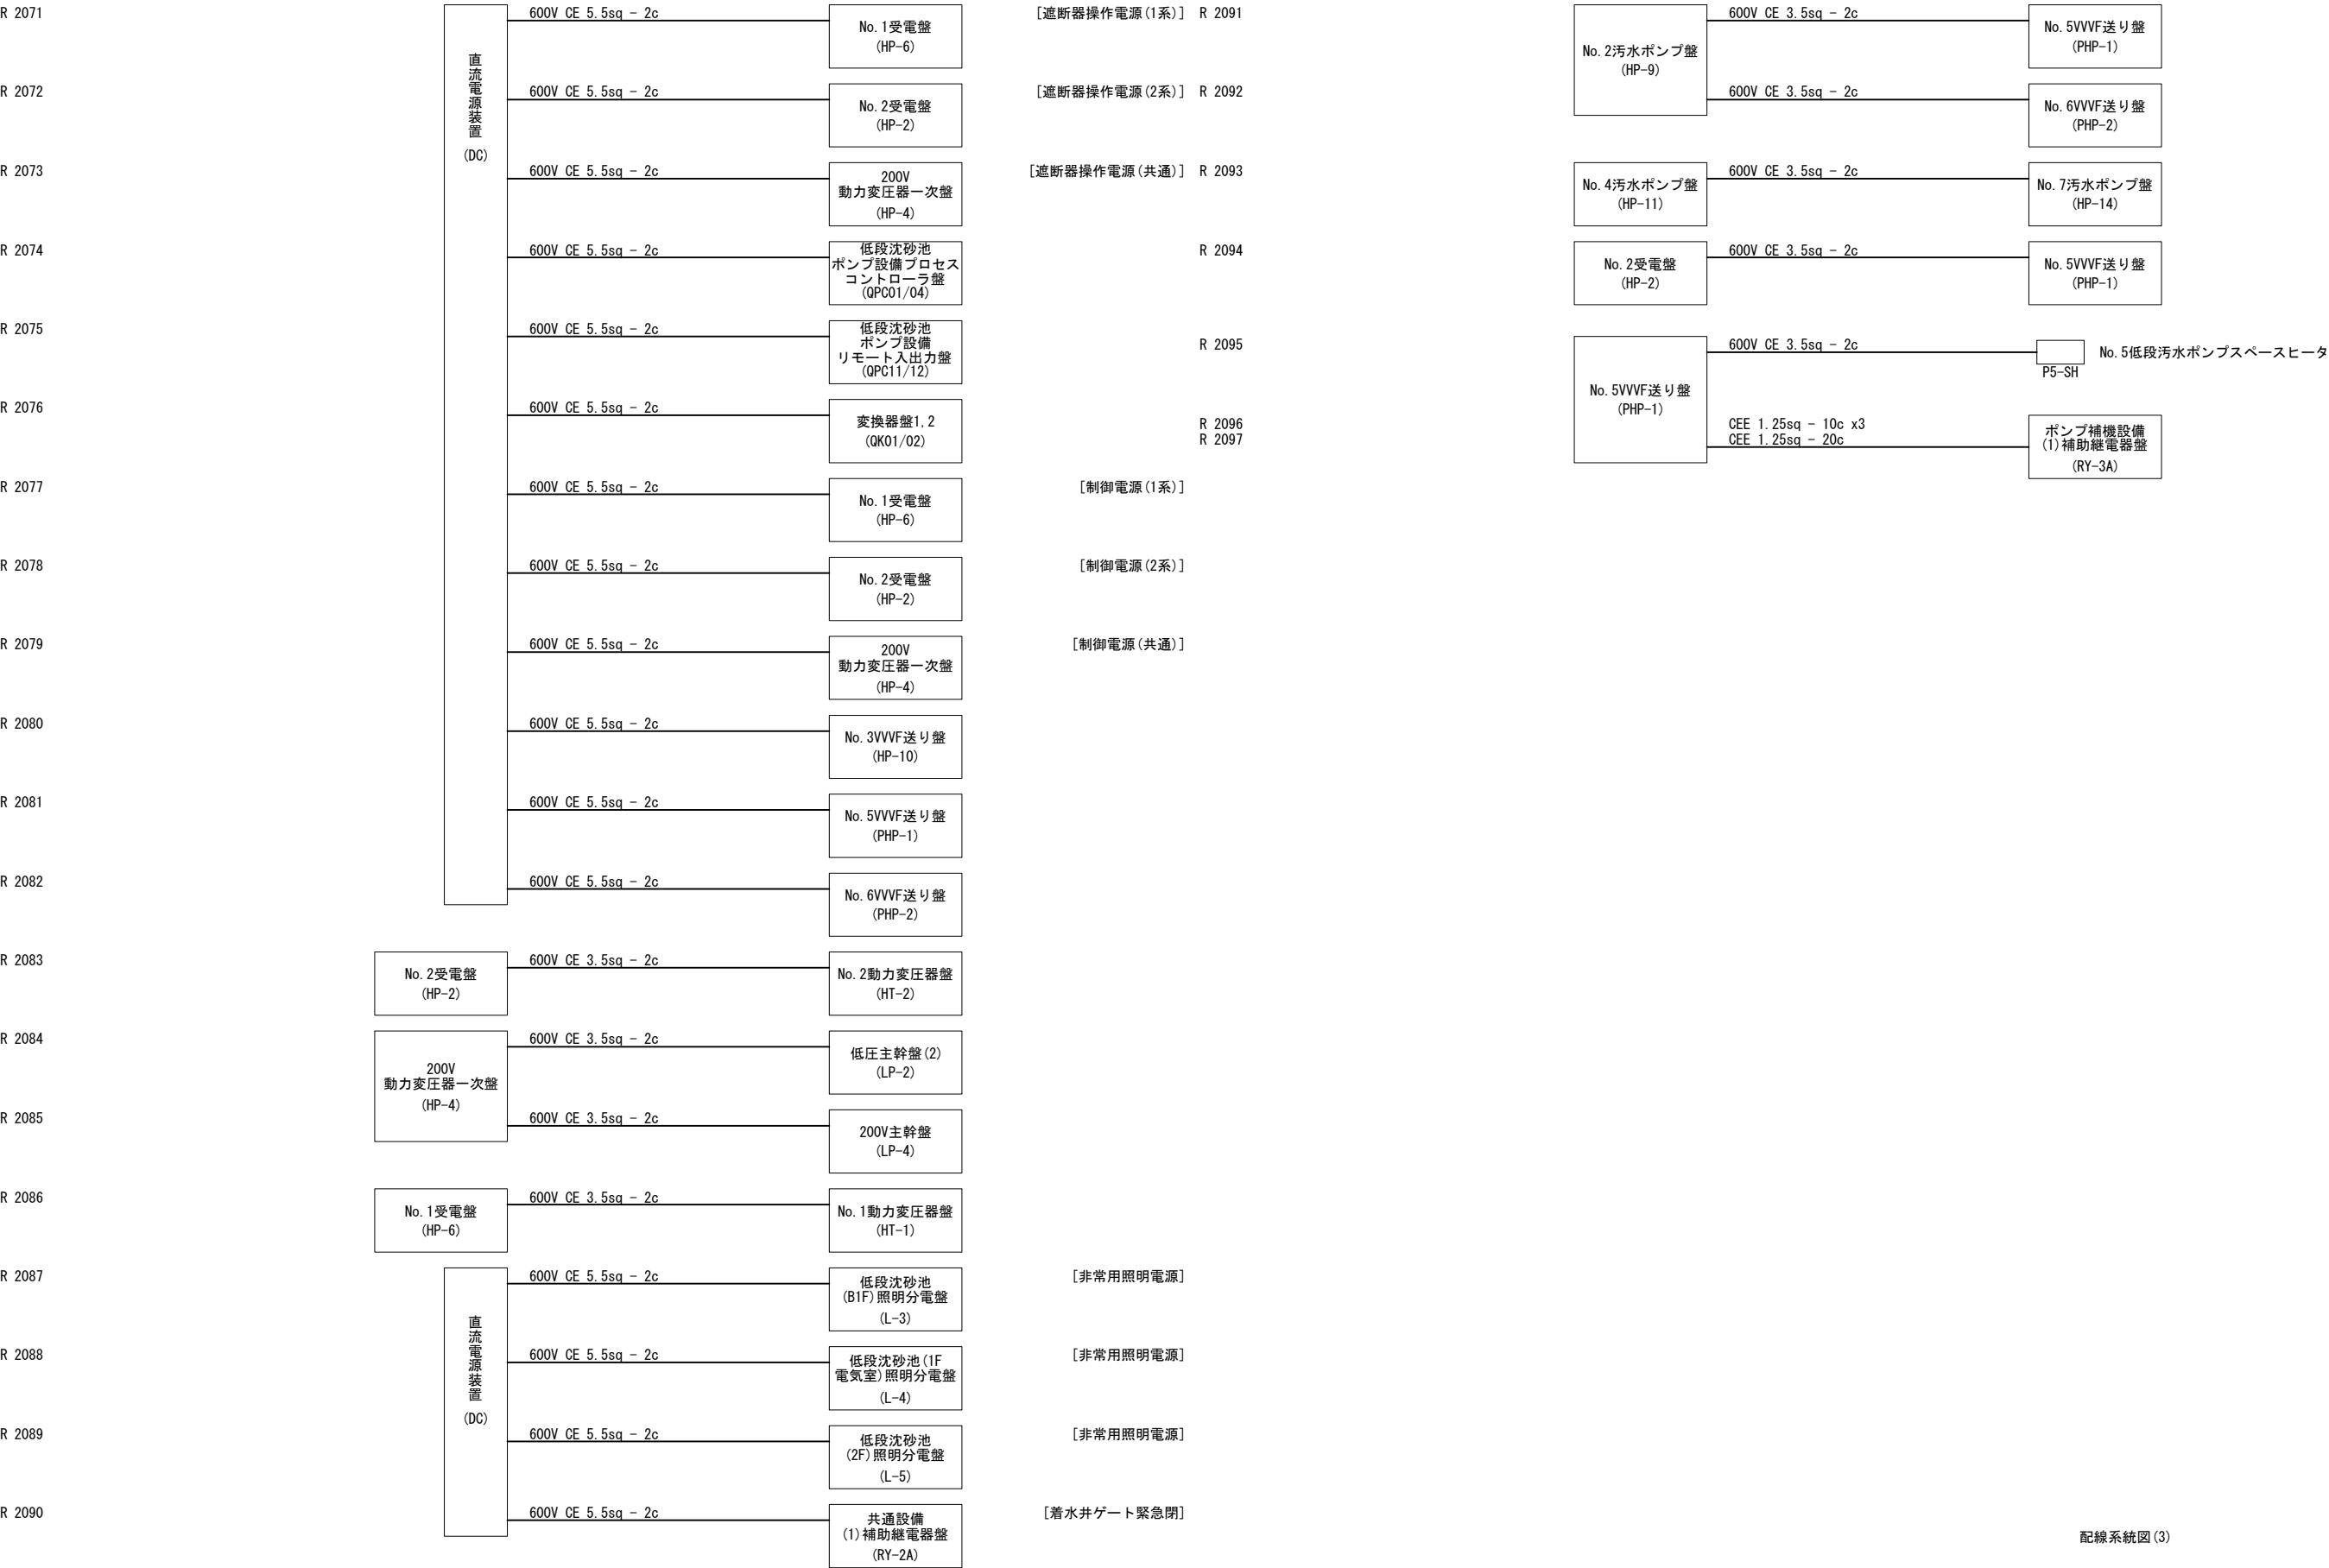 R 2071
直流電源装置
(DC)
600V CE 5.5sq - 2c
No.1受電盤
(HP-6)
[遮断器操作電源(1系)]
R 2072
600V CE 5.5sq - 2c
No.2受電盤
(HP-2)
[遮断器操作電源(2系)]
R 2073
600V CE 5.5sq - 2c
200V
動力変圧器一次盤
(HP-4)
[遮断器操作電源(共通)]
R 2074
600V CE 5.5sq - 2c
低段沈砂池
ポンプ設備プロセス
コントローラ盤
(QPC01/04)
R 2075
600V CE 5.5sq - 2c
低段沈砂池
ポンプ設備
リモート入出力盤
(QPC11/12)
R 2076
600V CE 5.5sq - 2c
変換器盤1,2
(QK01/02)
R 2077
600V CE 5.5sq - 2c
No.1受電盤
(HP-6)
[制御電源(1系)]
R 2078
600V CE 5.5sq - 2c
No.2受電盤
(HP-2)
[制御電源(2系)]
R 2079
600V CE 5.5sq - 2c
200V
動力変圧器一次盤
(HP-4)
[制御電源(共通)]
R 2080
600V CE 5.5sq - 2c
No.3VVVF送り盤
(HP-10)
R 2081
600V CE 5.5sq - 2c
No.5VVVF送り盤
(PHP-1)
R 2082
600V CE 5.5sq - 2c
No.6VVVF送り盤
(PHP-2)
R 2083
No.2受電盤
(HP-2)
600V CE 3.5sq - 2c
No.2動力変圧器盤
(HT-2)
R 2084
200V
動力変圧器一次盤
(HP-4)
600V CE 3.5sq - 2c
低圧主幹盤(2)
(LP-2)
R 2085
600V CE 3.5sq - 2c
200V主幹盤
(LP-4)
R 2086
No.1受電盤
(HP-6)
600V CE 3.5sq - 2c
No.1動力変圧器盤
(HT-1)
R 2087
直流電源装置
(DC)
600V CE 5.5sq - 2c
低段沈砂池
(B1F)照明分電盤
(L-3)
[非常用照明電源]
R 2088
600V CE 5.5sq - 2c
低段沈砂池(1F
電気室)照明分電盤
(L-4)
[非常用照明電源]
R 2089
600V CE 5.5sq - 2c
低段沈砂池
(2F)照明分電盤
(L-5)
[非常用照明電源]
R 2090
600V CE 5.5sq - 2c
共通設備
(1)補助継電器盤
(RY-2A)
[着水井ゲート緊急閉]
R 2091
No.2汚水ポンプ盤
(HP-9)
600V CE 3.5sq - 2c
No.5VVVF送り盤
(PHP-1)
R 2092
600V CE 3.5sq - 2c
No.6VVVF送り盤
(PHP-2)
R 2093
No.4汚水ポンプ盤
(HP-11)
600V CE 3.5sq - 2c
No.7汚水ポンプ盤
(HP-14)
R 2094
No.2受電盤
(HP-2)
600V CE 3.5sq - 2c
No.5VVVF送り盤
(PHP-1)
R 2095
No.5VVVF送り盤
(PHP-1)
600V CE 3.5sq - 2c
P5-SH
No.5低段汚水ポンプスペースヒータ
R 2096
CEE 1.25sq - 10c x3
R 2097
CEE 1.25sq - 20c
ポンプ補機設備
(1)補助継電器盤
(RY-3A)
配線系統図(3)